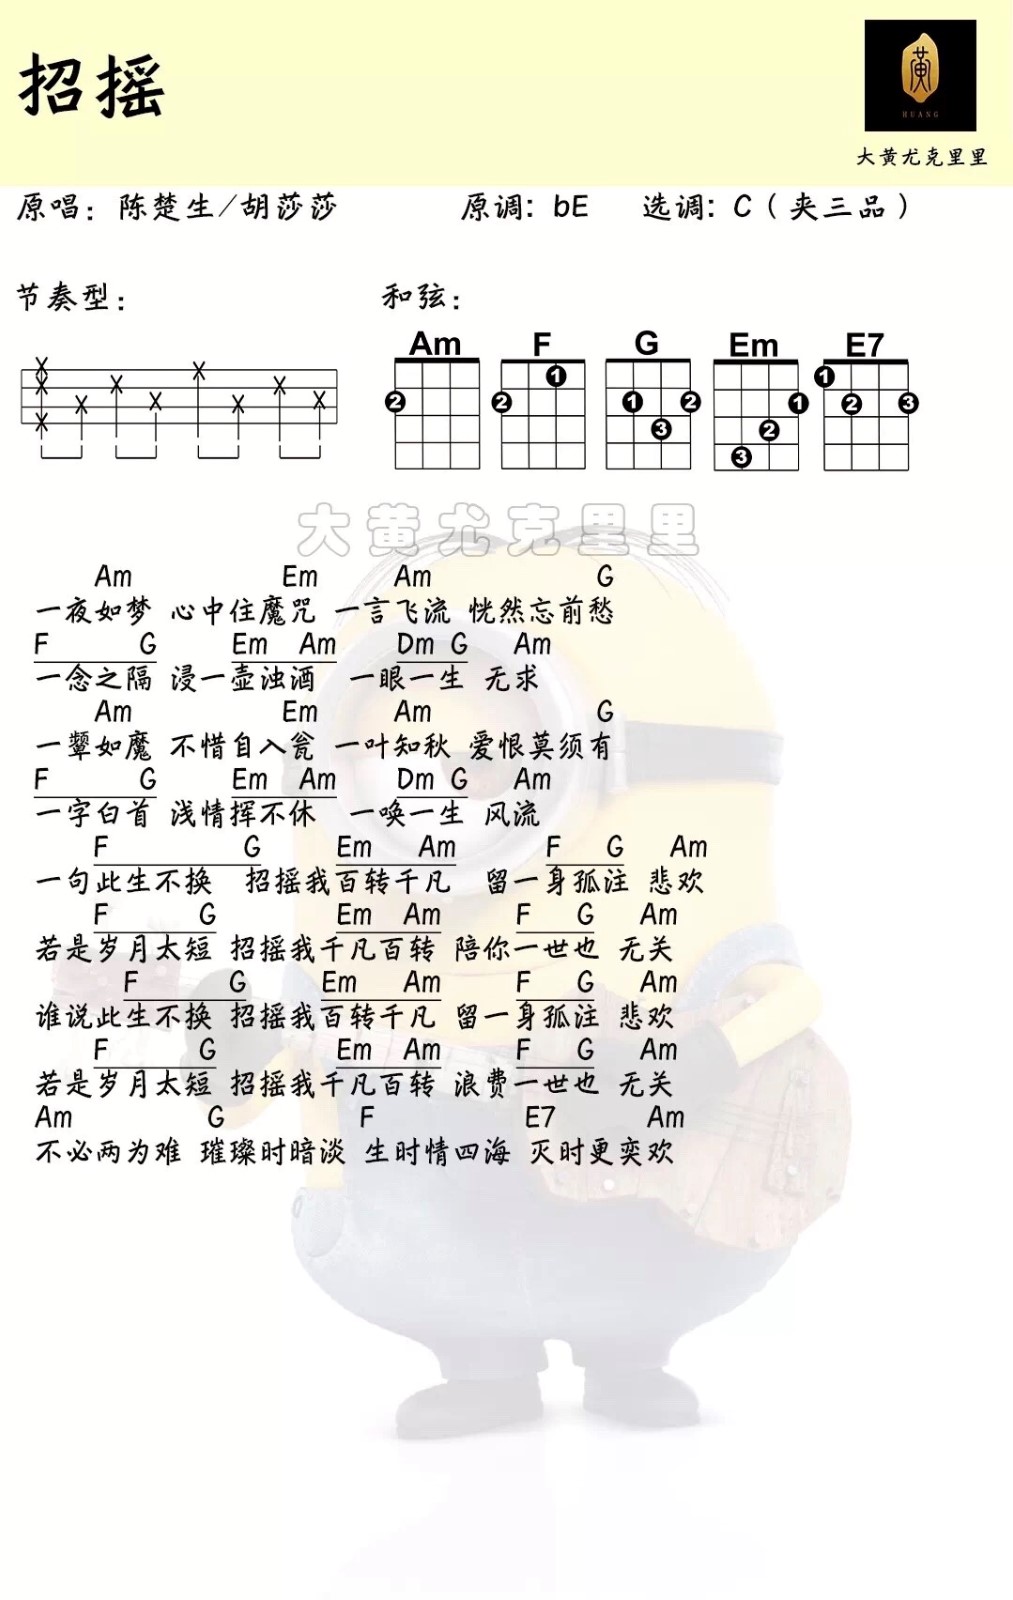 招摇
黄
HUANG
大黄尤克里里
原唱：陈楚生/胡莎莎 原调：bE 选调：C（夹三品）
节奏型： 和弦：
Am F G Em E7
2 2 1 1 2 3 1 2 3 1 2 3
大黄尤克里里
Am Em Am G
一夜如梦 心中住魔咒 一言飞流 恍然忘前愁
F G Em Am Dm G Am
一念之隔 浸一壶浊酒 一眼一生 无求
Am Em Am G
一颦如魔 不惜自入瓮 一叶知秋 爱恨莫须有
F G Em Am Dm G Am
一字白首 浅情挥不休 一唤一生 风流
F G Em Am F G Am
一句此生不换 招摇我百转千凡 留一身孤注 悲欢
F G Em Am F G Am
若是岁月太短 招摇我千凡百转 陪你一世也 无关
F G Em Am F G Am
谁说此生不换 招摇我百转千凡 留一身孤注 悲欢
F G Em Am F G Am
若是岁月太短 招摇我千凡百转 浪费一世也 无关
Am G F E7 Am
不必两为难 璀璨时暗淡 生时情四海 灭时更奕欢